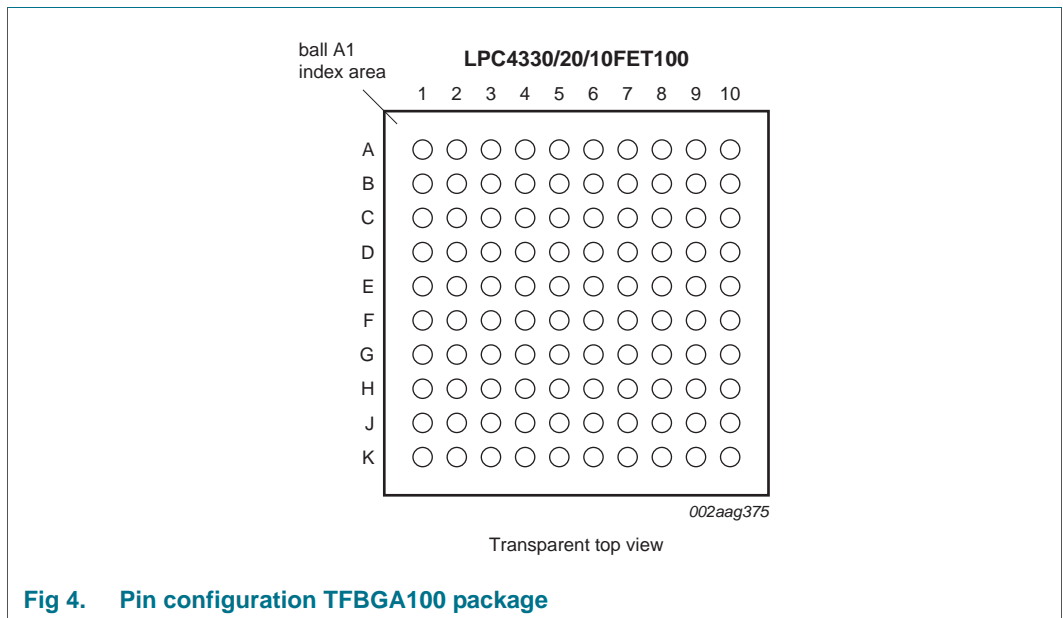 ball A1
index area
LPC4330/20/10FET100
1 2 3 4 5 6 7 8 9 10
A
B
C
D
E
F
G
H
J
K
002aag375
Transparent top view
Fig 4. Pin configuration TFBGA100 package